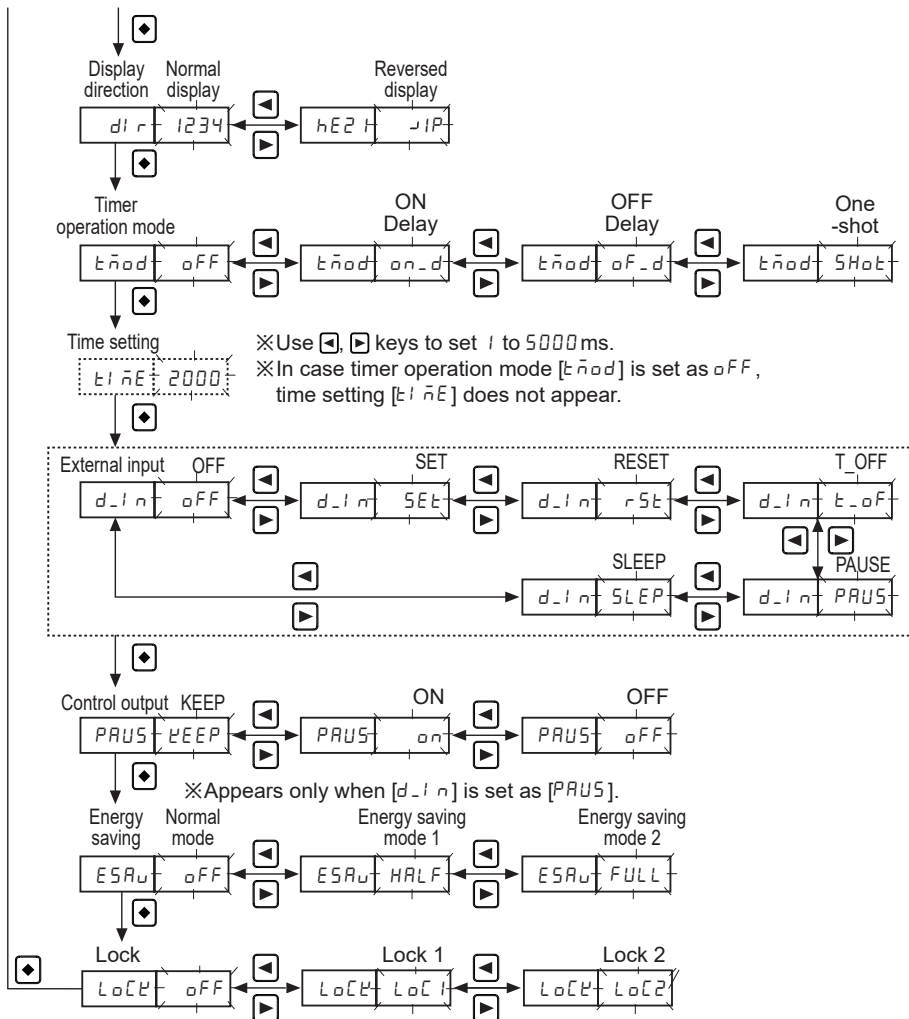 Display direction
Normal display
Reversed display
dIr 1234
hE21 rIP
Timer operation mode
ON Delay
OFF Delay
One -shot
tmod oFF
tmod on_d
tmod oF_d
tmod SHot
Time setting
tImE 2000
※Use ◀, ▶ keys to set 1 to 5000 ms.
※In case timer operation mode [tmod] is set as oFF,
time setting [tImE] does not appear.
External input OFF
SET
RESET
T_OFF
d_In oFF
d_In SEt
d_In rSt
d_In t_oF
SLEEP
PAUSE
d_In SLEP
d_In PAUS
Control output KEEP
ON
OFF
PAUS KEEP
PAUS on
PAUS oFF
※Appears only when [d_In] is set as [PAUS].
Energy saving
Normal mode
Energy saving mode 1
Energy saving mode 2
ESAv oFF
ESAv HALF
ESAv FULL
Lock
Lock 1
Lock 2
LoCK oFF
LoCK LoC1
LoCK LoC2